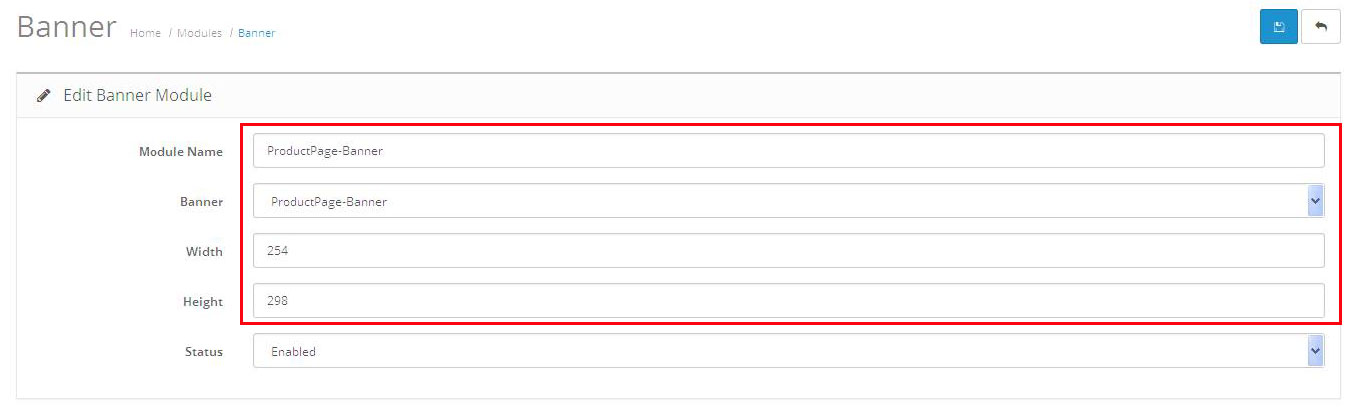 Banner Home / Modules / Banner
Edit Banner Module
Module Name ProductPage-Banner
Banner ProductPage-Banner
Width 254
Height 298
Status Enabled